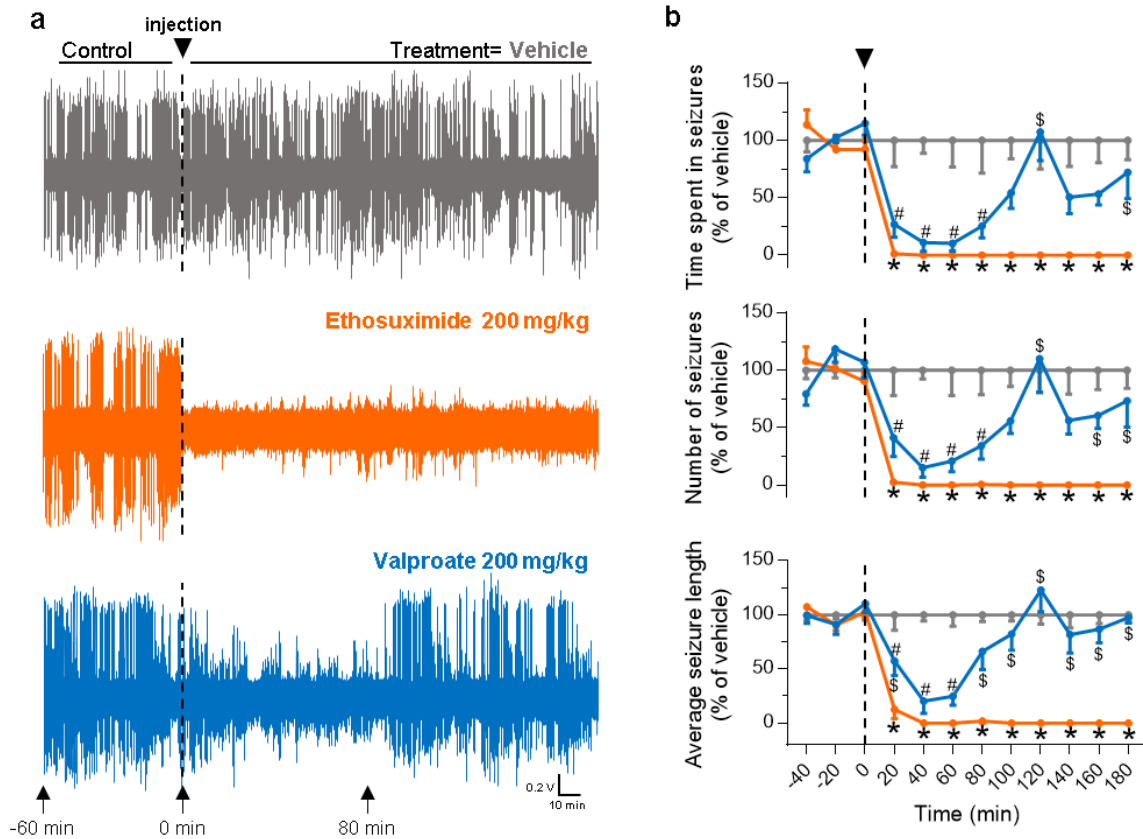 a
injection
Control
Treatment= Vehicle
Ethosuximide 200 mg/kg
Valproate 200 mg/kg
0.2 V
10 min
-60 min
0 min
80 min
b
Time spent in seizures
(% of vehicle)
150
100
50
0
$
# # # #
$
* * * * * * * * *
Number of seizures
(% of vehicle)
150
100
50
0
$
# # # #
$ $
* * * * * * * * *
Average seizure length
(% of vehicle)
150
100
50
0
$
# # #
$ $ $ $ $ $
* * * * * * * * *
-40 -20 0 20 40 60 80 100 120 140 160 180
Time (min)